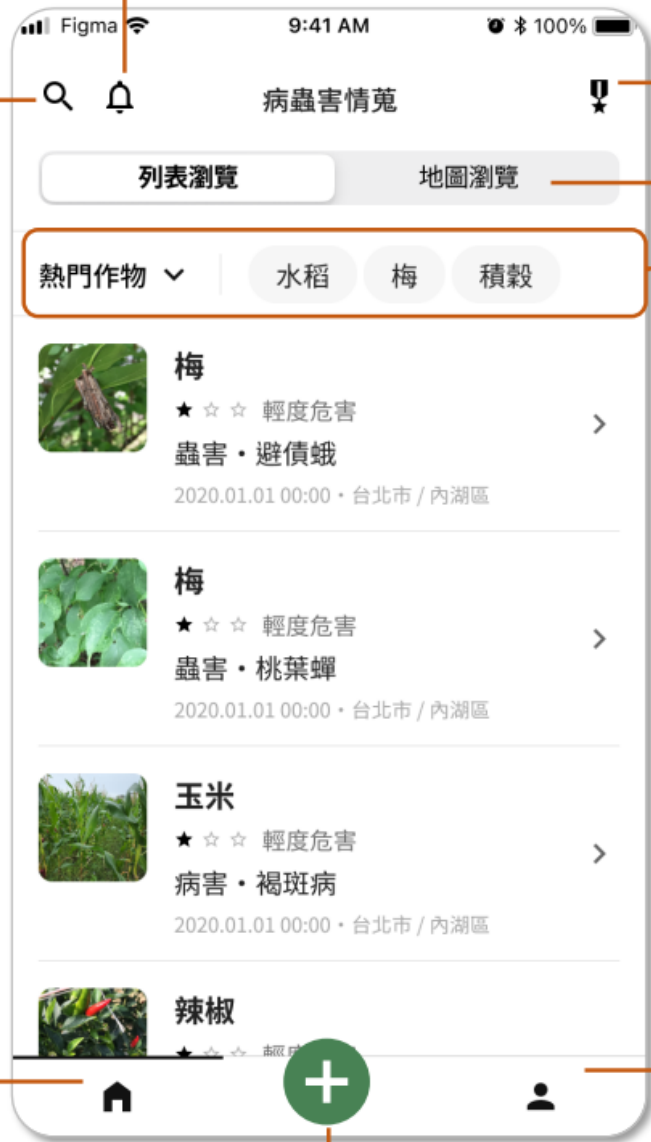 Figma 9:41 AM 100%
病蟲害情蒐
列表瀏覽 地圖瀏覽
熱門作物 水稻 梅 積穀
梅
輕度危害
蟲害・避債蛾
2020.01.01 00:00・台北市 / 內湖區
梅
輕度危害
蟲害・桃葉蟬
2020.01.01 00:00・台北市 / 內湖區
玉米
輕度危害
病害・褐斑病
2020.01.01 00:00・台北市 / 內湖區
辣椒